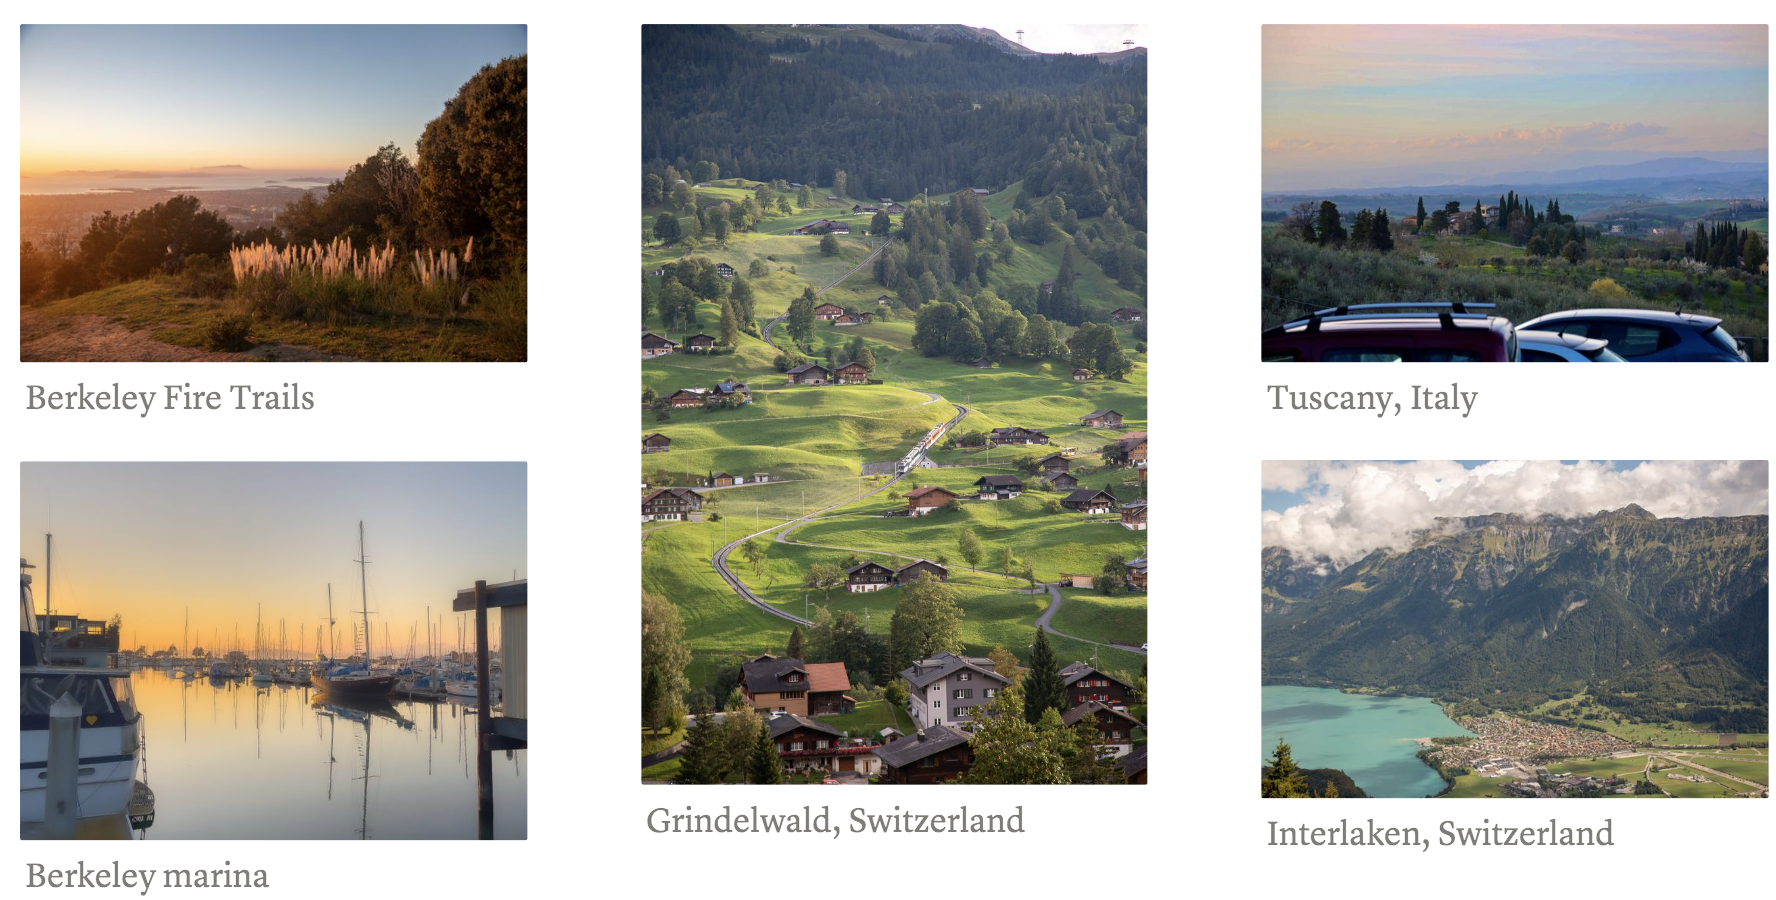 Berkeley Fire Trails
Berkeley marina
Grindelwald, Switzerland
Tuscany, Italy
Interlaken, Switzerland